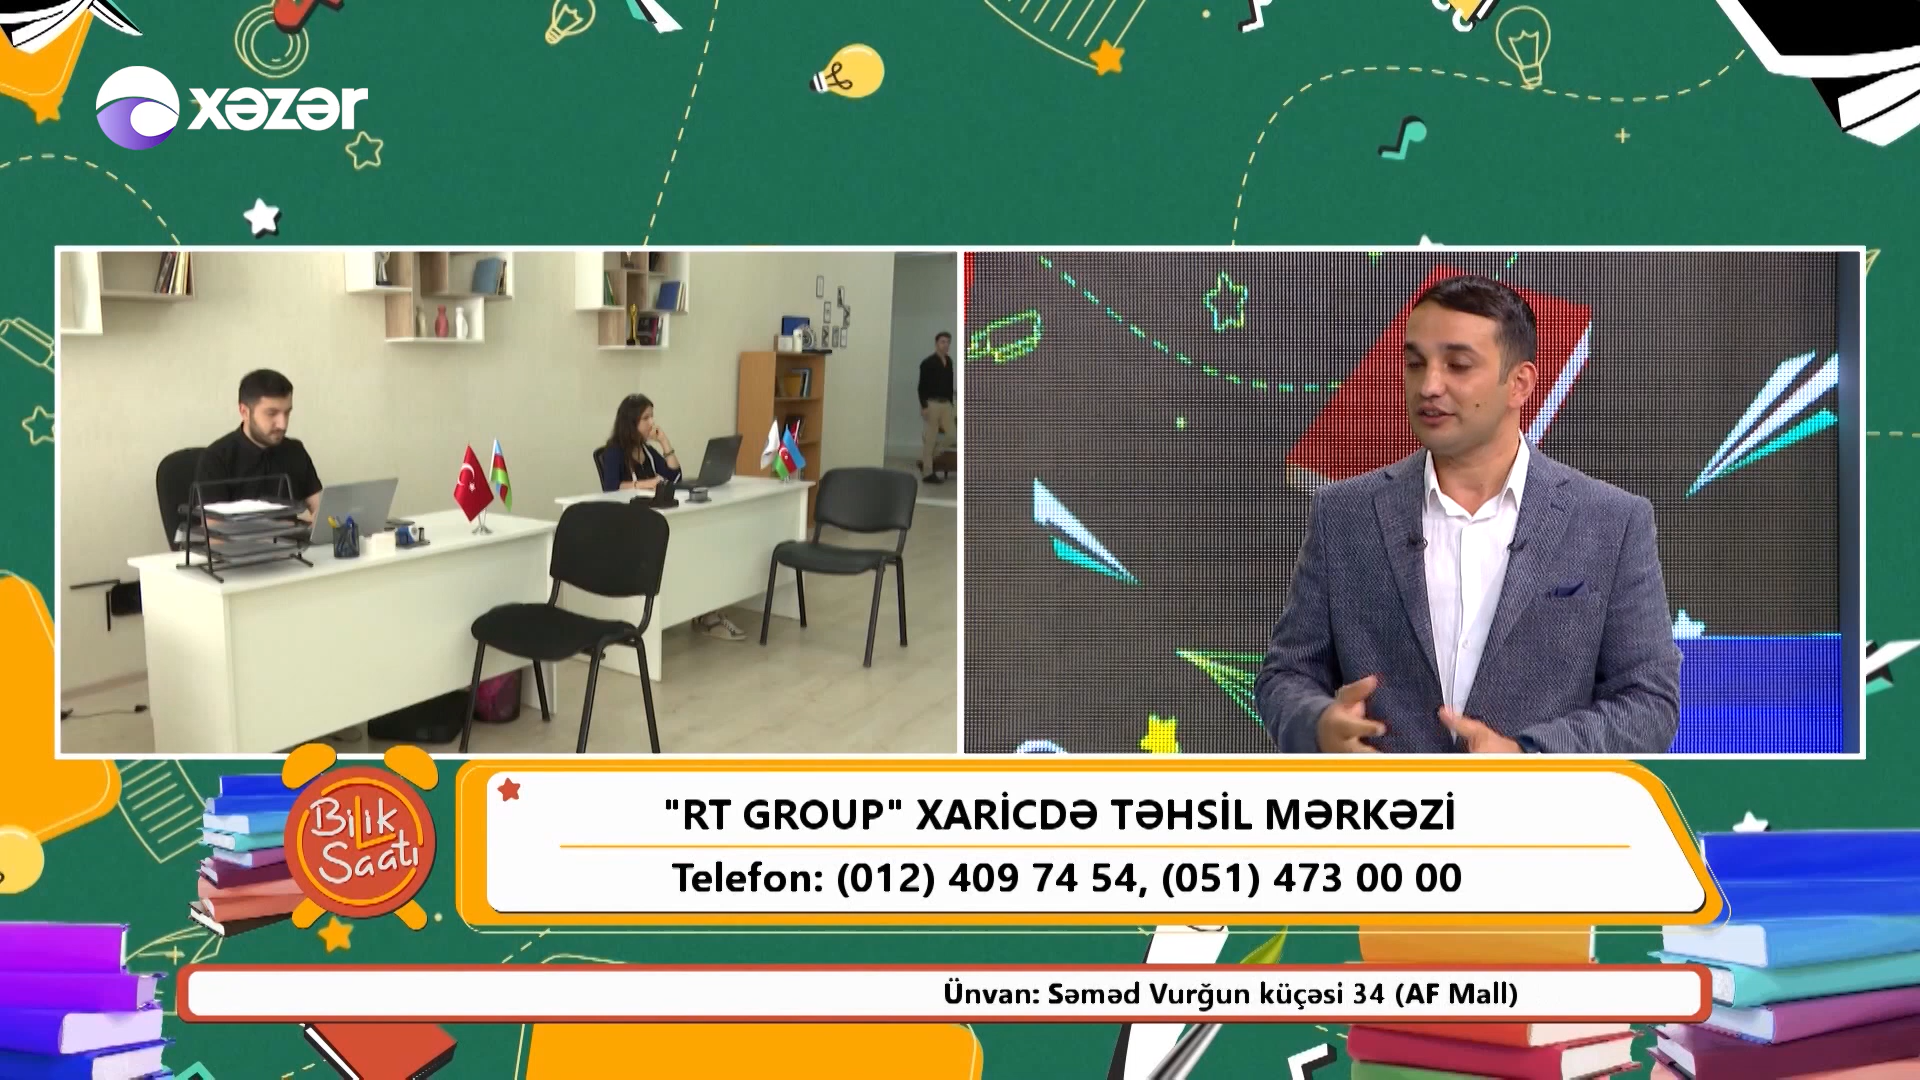 xəzər
"RT GROUP" XARİCDƏ TƏHSİL MƏRKƏZİ
Bilik
Saatı
Telefon: (012) 409 74 54, (051) 473 00 00
Ünvan: Səməd Vurğun küçəsi 34 (AF Mall)